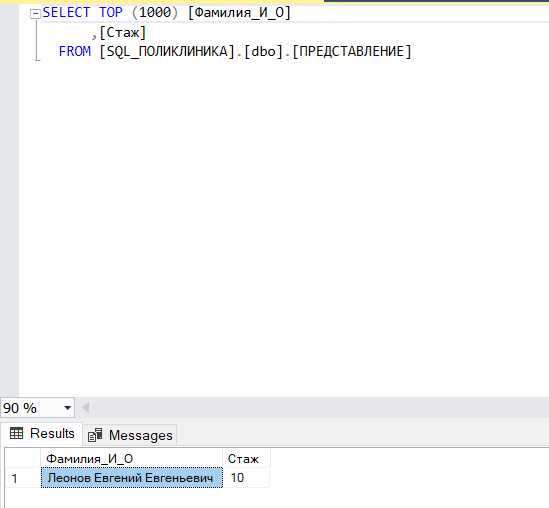 SELECT TOP (1000) [Фамилия_И_О]
,[Стаж]
FROM [SQL_ПОЛИКЛИНИКА].[dbo].[ПРЕДСТАВЛЕНИЕ]
90 %
Results Messages
Фамилия_И_О Стаж
1 Леонов Евгений Евгеньевич 10